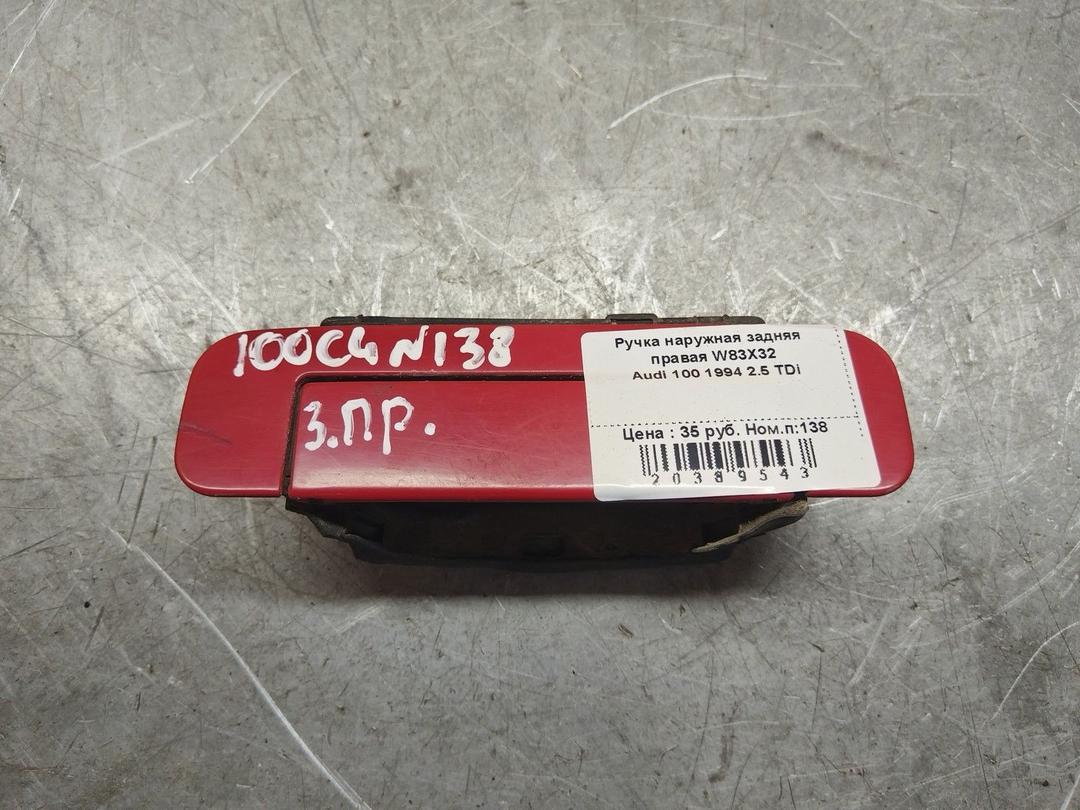 100C4 N138
З.ПР.
Ручка наружная задняя
правая W83X32
Audi 100 1994 2.5 TDi
Цена : 35 руб. Ном.п:138
20389543